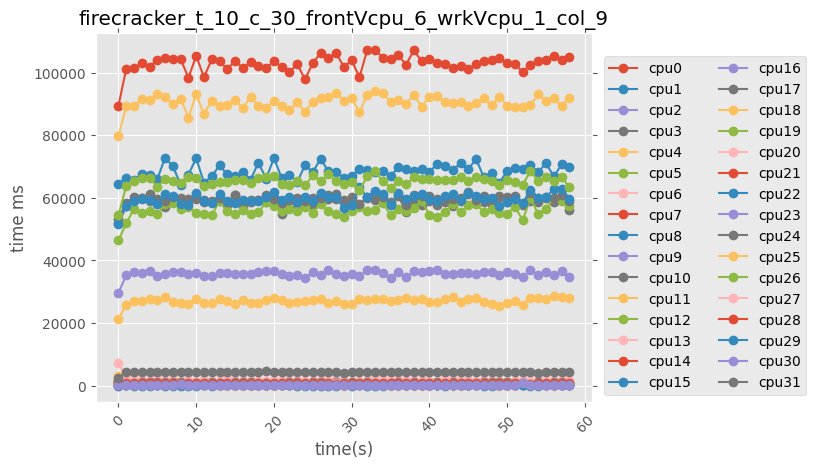 firecracker_t_10_c_30_frontVcpu_6_wrkVcpu_1_col_9
time ms
100000
80000
60000
40000
20000
0
0
10
20
30
40
50
60
time(s)
cpu0
cpu1
cpu2
cpu3
cpu4
cpu5
cpu6
cpu7
cpu8
cpu9
cpu10
cpu11
cpu12
cpu13
cpu14
cpu15
cpu16
cpu17
cpu18
cpu19
cpu20
cpu21
cpu22
cpu23
cpu24
cpu25
cpu26
cpu27
cpu28
cpu29
cpu30
cpu31